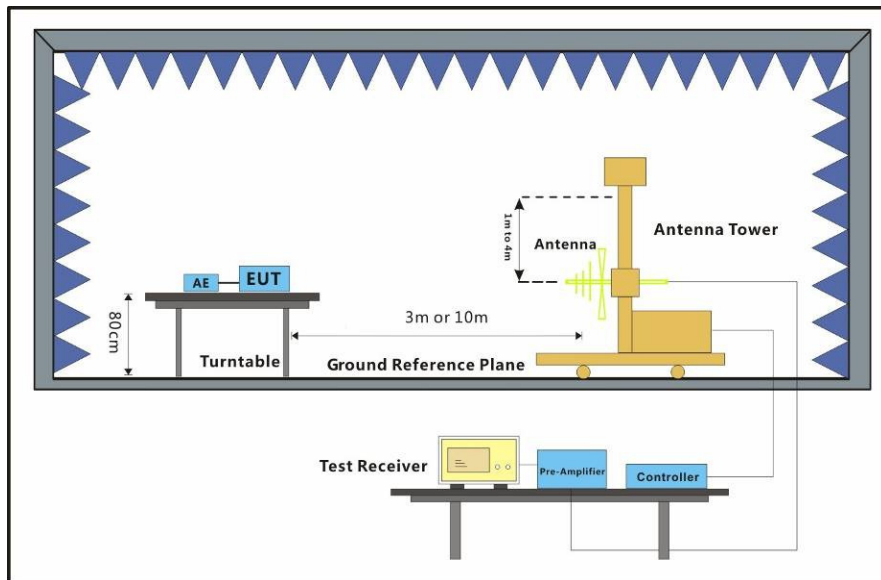 1m to 4m
Antenna
Antenna Tower
AE
EUT
80cm
3m or 10m
Turntable
Ground Reference Plane
Test Receiver
Pre-Amplifier
Controller